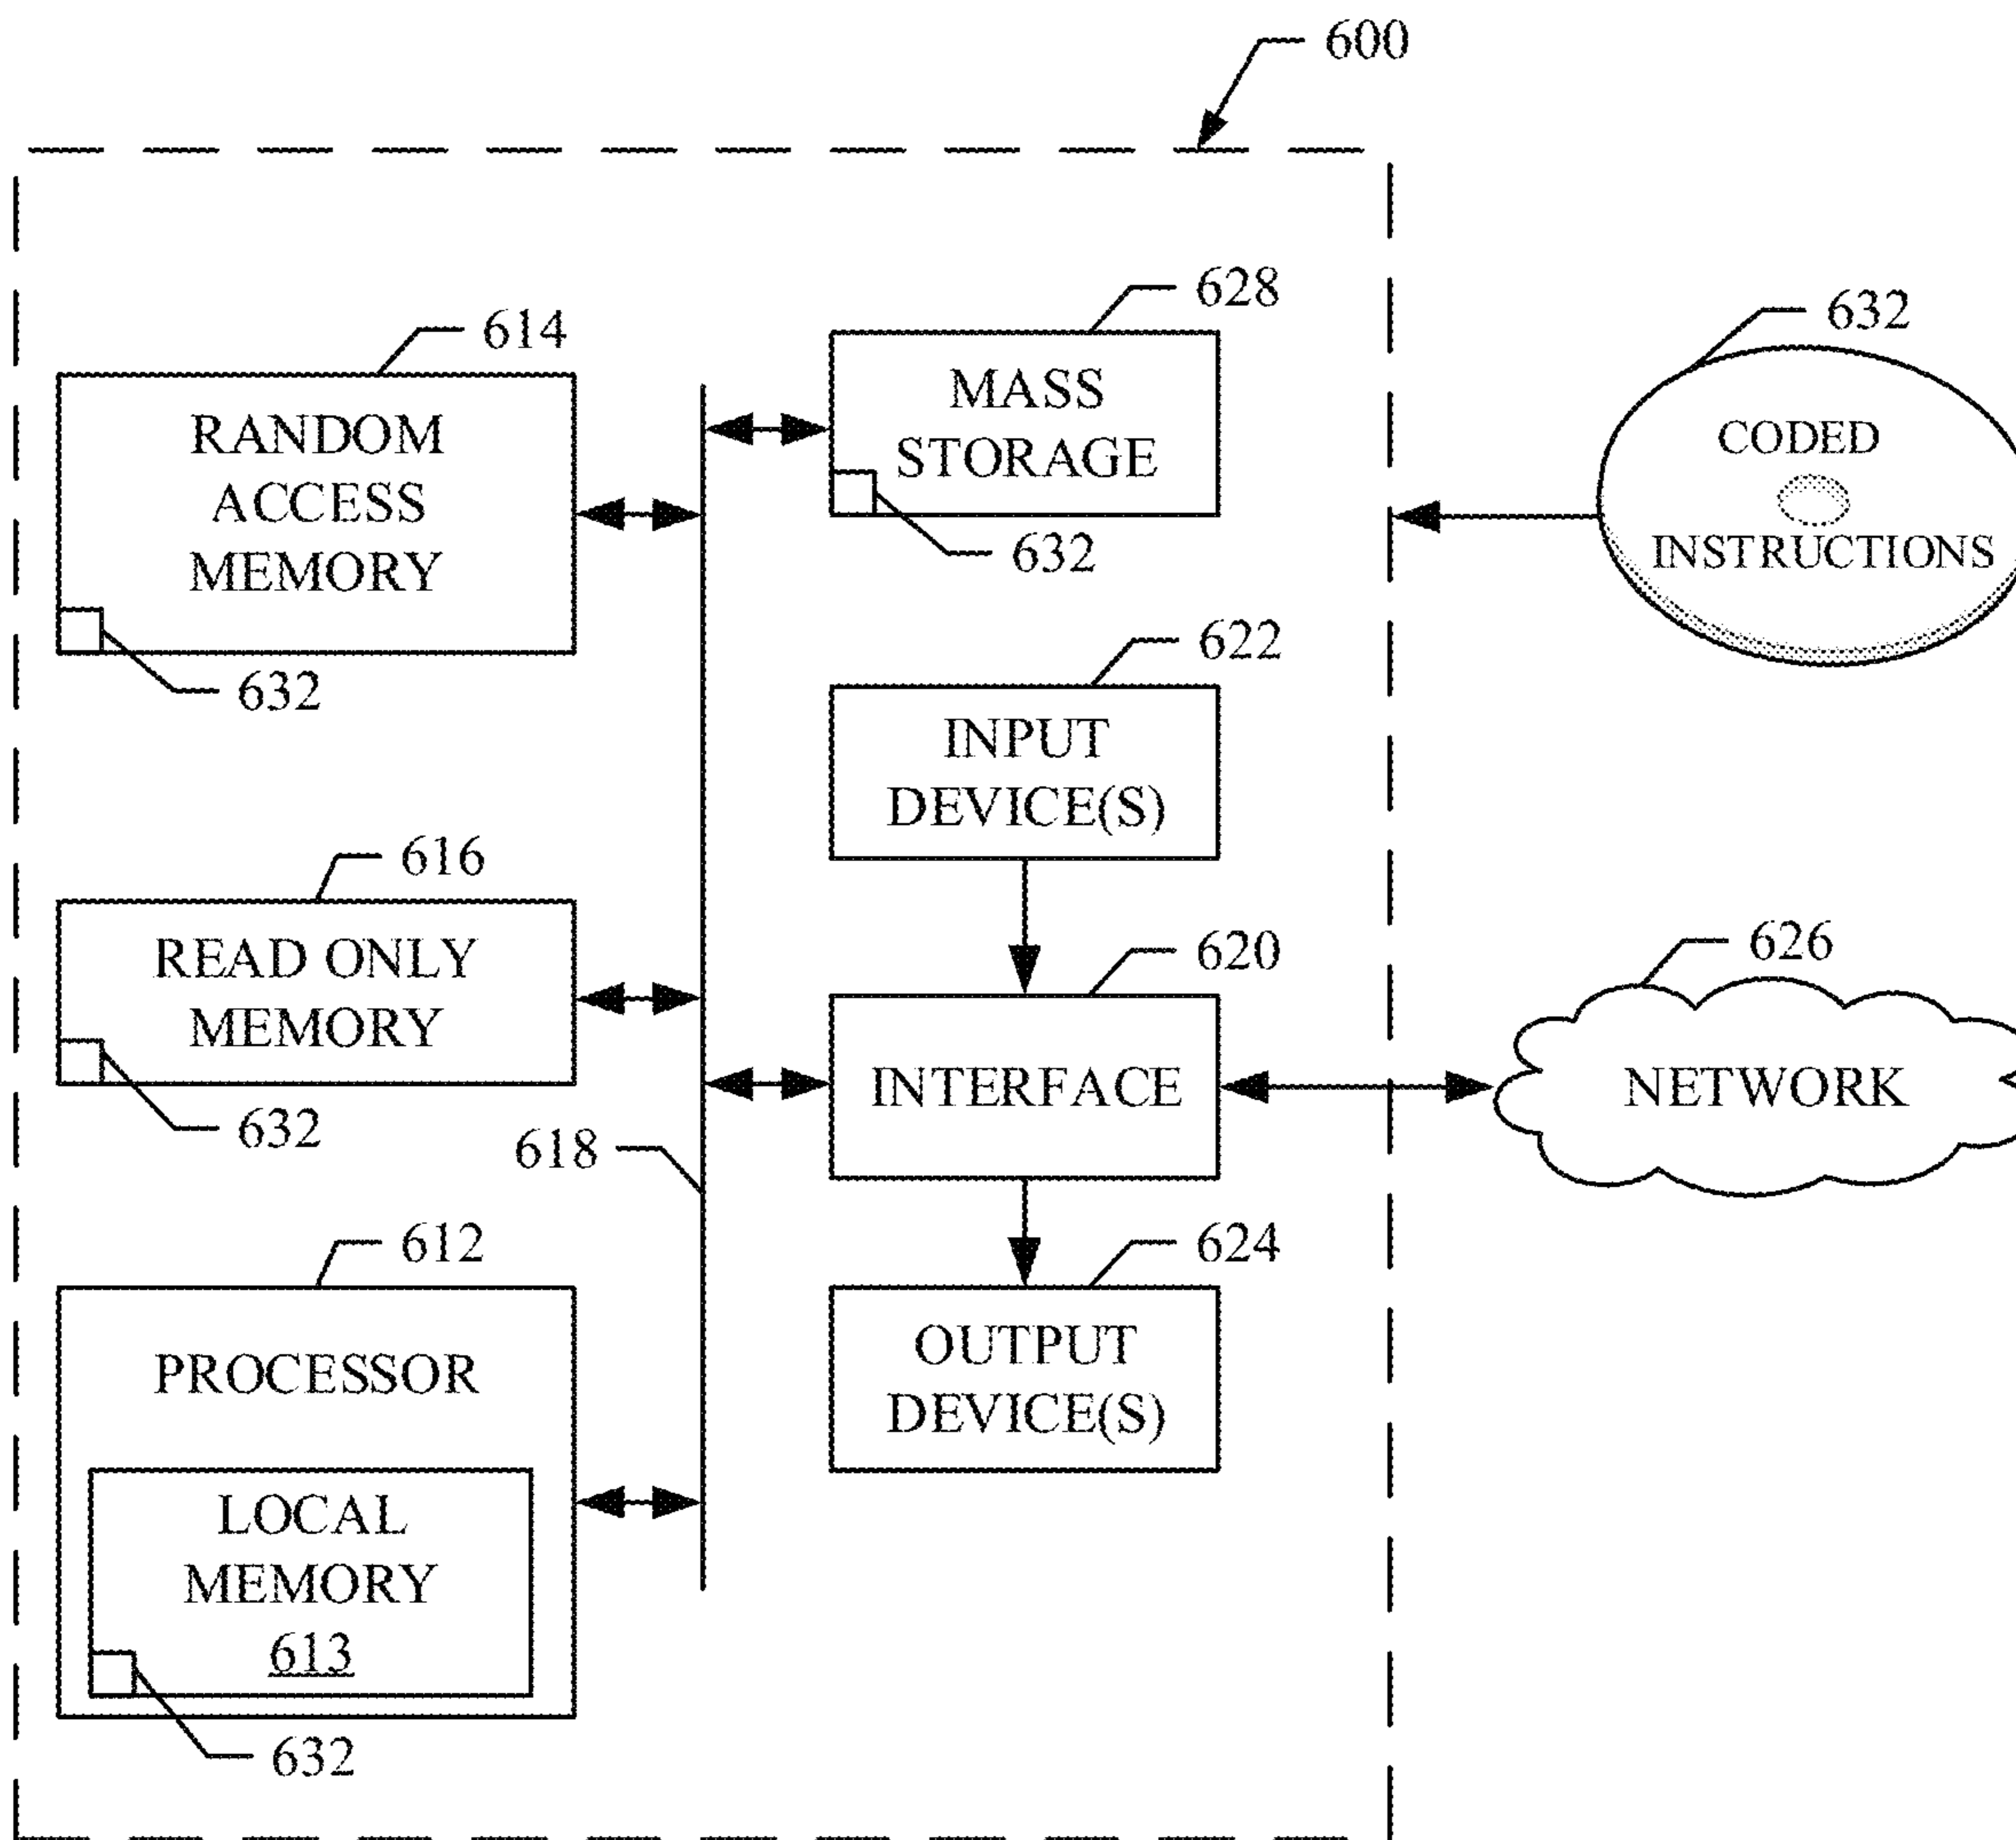 600
628
614
632
MASS
STORAGE
RANDOM
ACCESS
MEMORY
CODED
INSTRUCTIONS
632
632
622
INPUT
DEVICE(S)
616
620
626
READ ONLY
MEMORY
INTERFACE
NETWORK
632
618
612
624
PROCESSOR
OUTPUT
DEVICE(S)
LOCAL
MEMORY
613
632